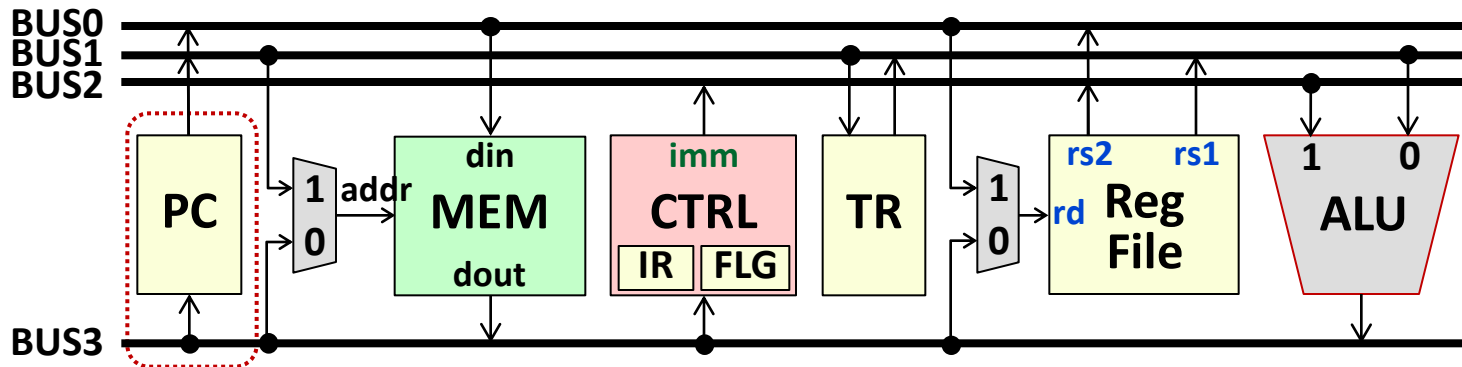 BUS0
BUS1
BUS2
din
imm
rs2 rs1
1 0
1 addr
PC
MEM
CTRL
TR
1
rd
Reg
File
ALU
0
0
IR FLG
dout
BUS3